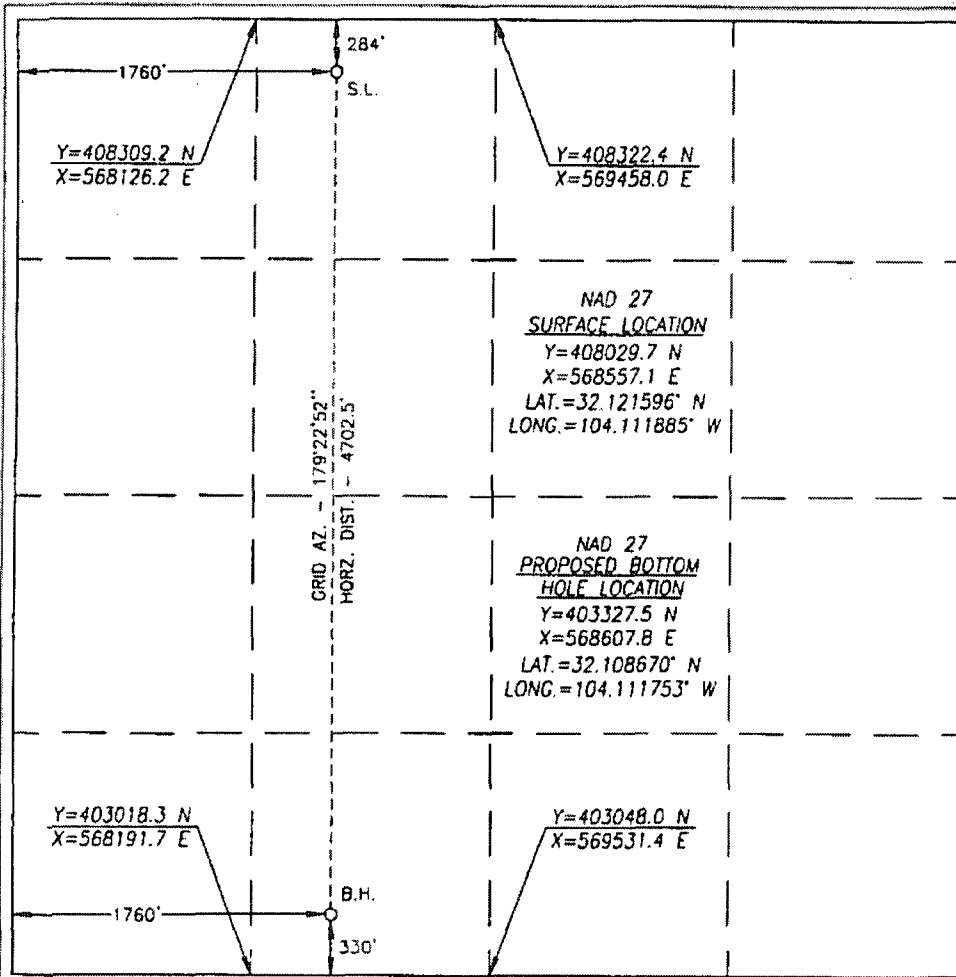 284'
1760'
S.L.
Y=408309.2 N
X=568126.2 E
Y=408322.4 N
X=569458.0 E
NAD 27
SURFACE LOCATION
Y=408029.7 N
X=568557.1 E
LAT.=32.121596° N
LONG.=104.111885° W
GRID AZ. - 179°22'52"
HORZ. DIST. - 4702.5'
NAD 27
PROPOSED BOTTOM
HOLE LOCATION
Y=403327.5 N
X=568607.8 E
LAT.=32.108670° N
LONG.=104.111753° W
Y=403018.3 N
X=568191.7 E
Y=403048.0 N
X=569531.4 E
B.H.
1760'
330'